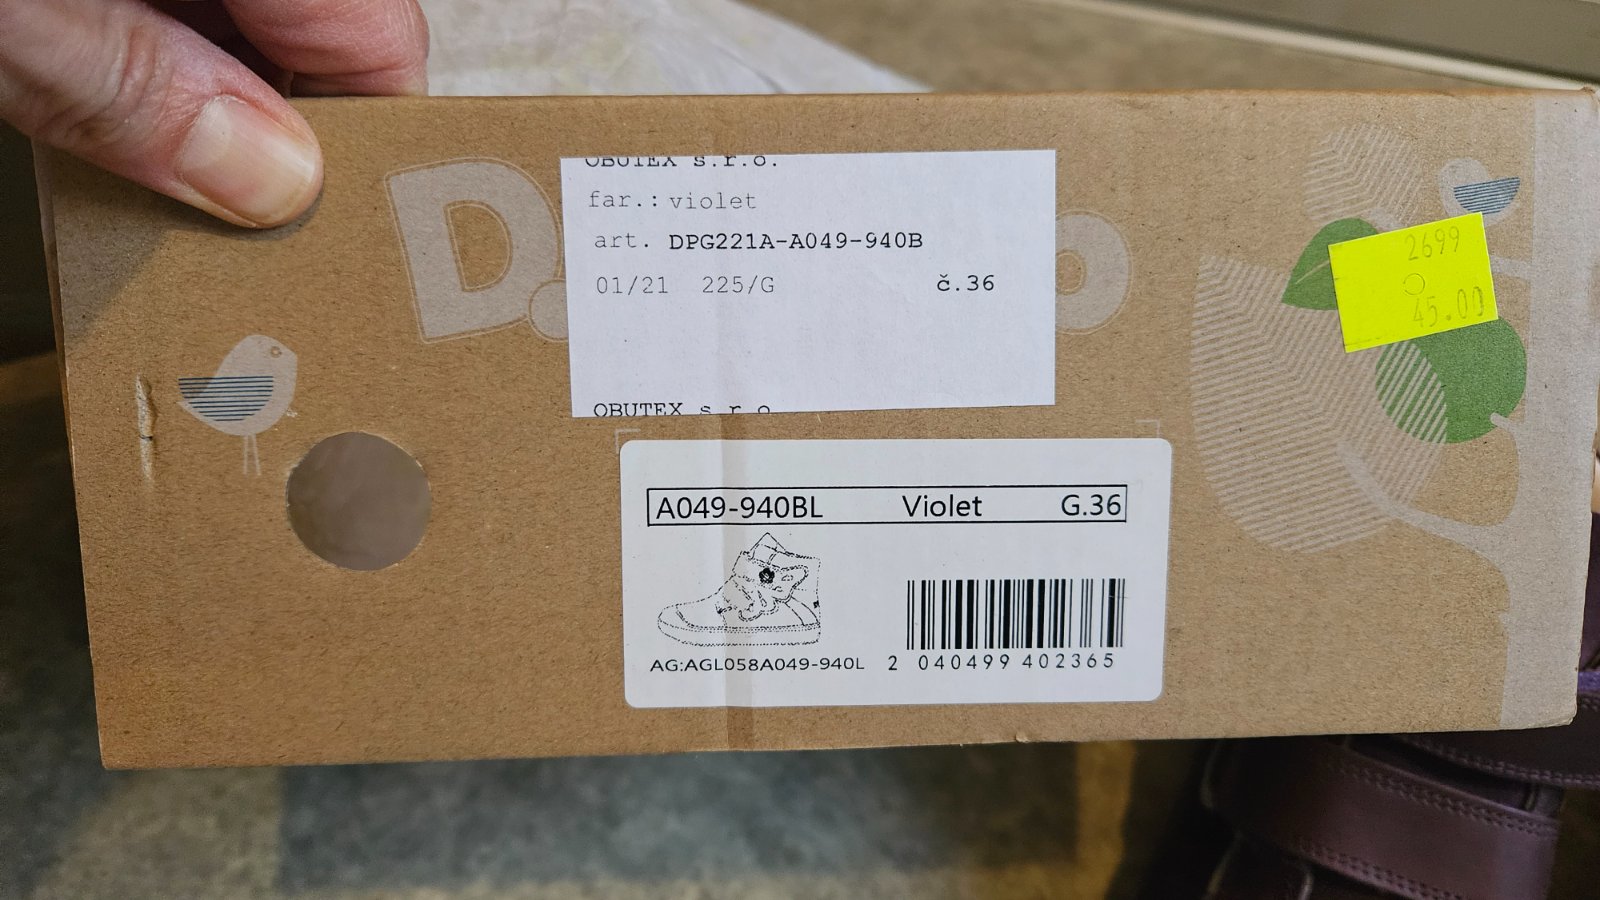 OBUTEX s.r.o.
far.: violet
art. DPG221A-A049-940B
01/21 225/G č.36
OBUTEX s.r.o
2699
45.00
A049-940BL Violet G.36
AG:AGL058A049-940L 2 040499 402365